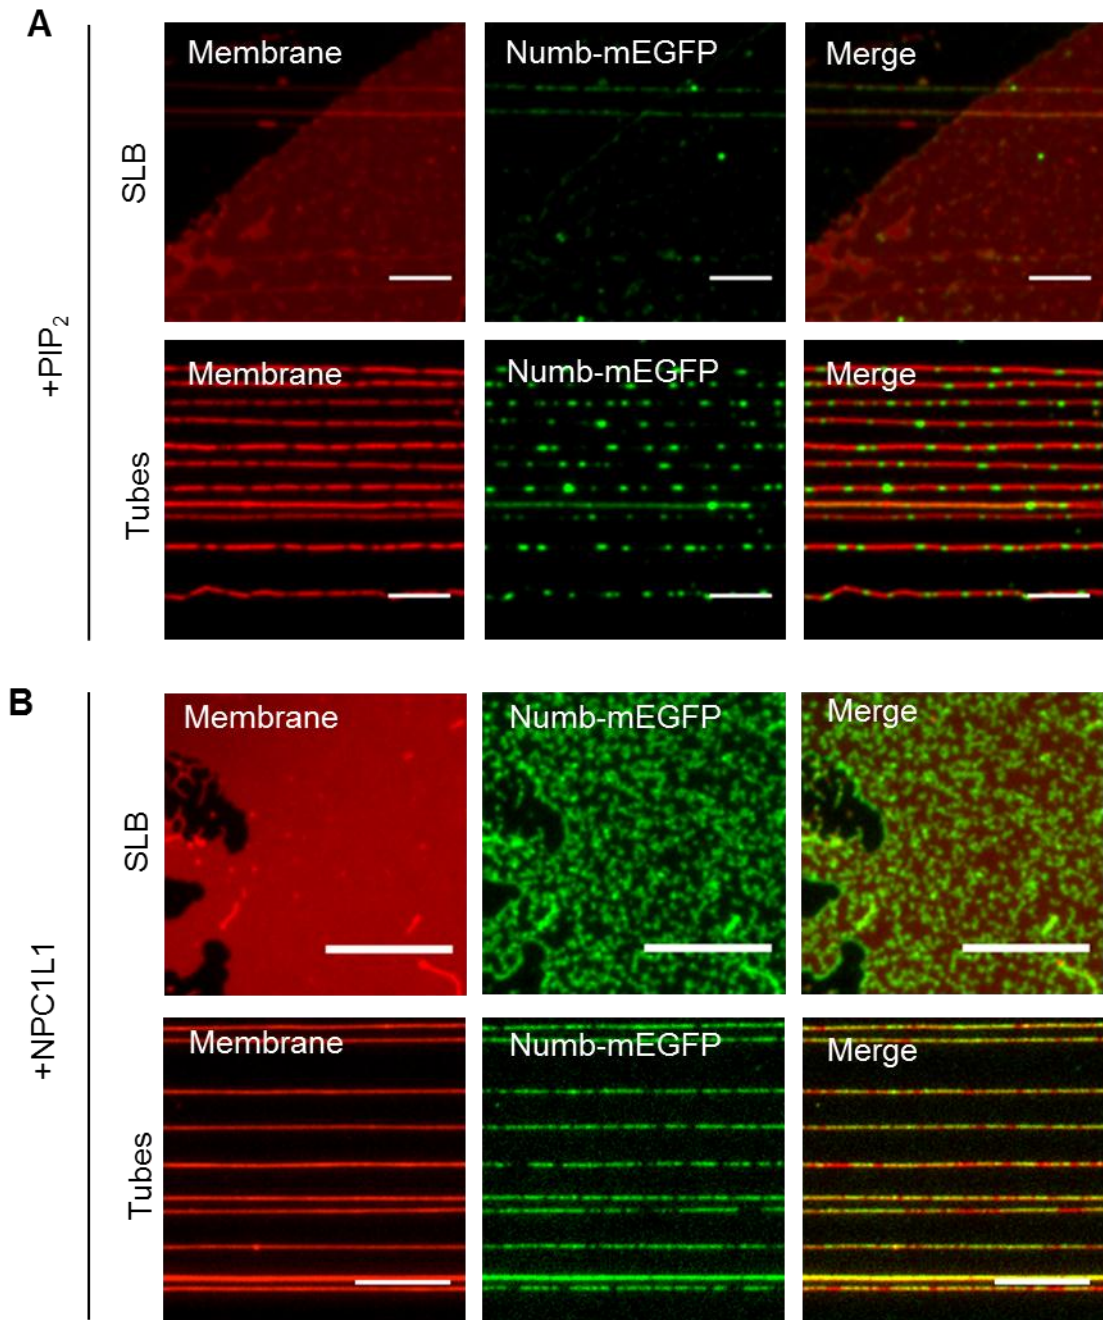 A
+PIP₂
SLB
Membrane
Numb-mEGFP
Merge
Tubes
Membrane
Numb-mEGFP
Merge
B
+NPC1L1
SLB
Membrane
Numb-mEGFP
Merge
Tubes
Membrane
Numb-mEGFP
Merge